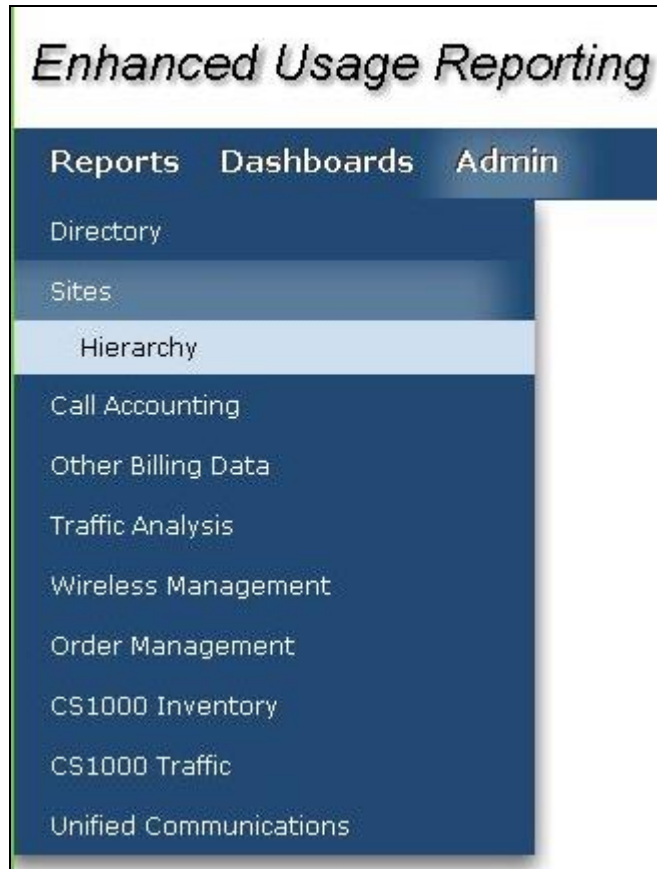 Enhanced Usage Reporting
Reports Dashboards Admin
Directory
Sites
Hierarchy
Call Accounting
Other Billing Data
Traffic Analysis
Wireless Management
Order Management
CS1000 Inventory
CS1000 Traffic
Unified Communications